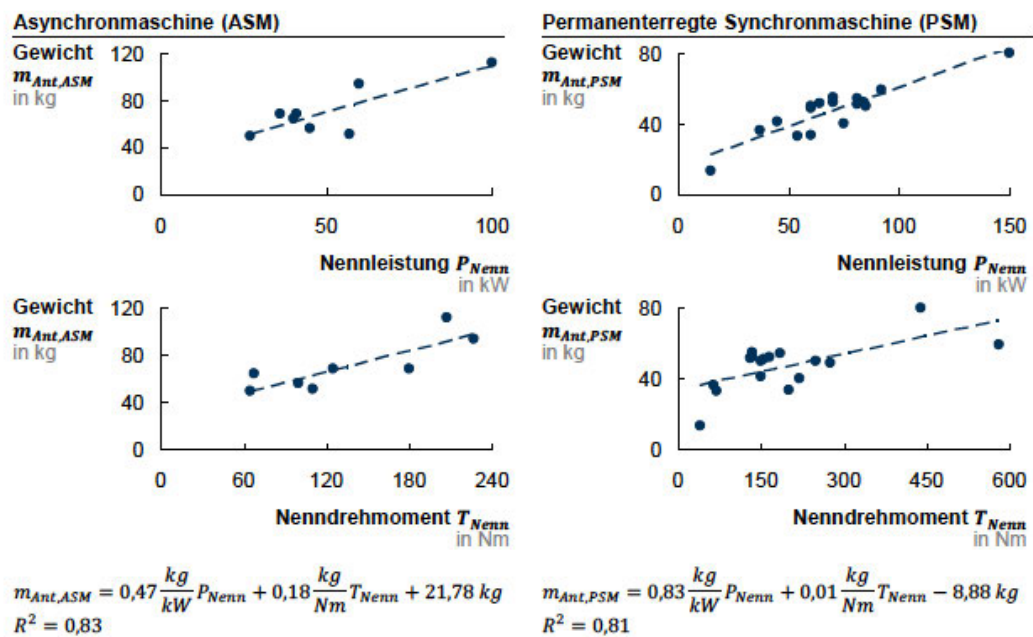 Asynchronmaschine (ASM)
Gewicht
m_Ant,ASM
in kg
120
80
40
0
0
50
100
Nennleistung P_Nenn
in kW
Gewicht
m_Ant,ASM
in kg
120
80
40
0
0
60
120
180
240
Nenndrehmoment T_Nenn
in Nm
m_Ant,ASM = 0,47 kg/kW P_Nenn + 0,18 kg/Nm T_Nenn + 21,78 kg
R² = 0,83
Permanenterregte Synchronmaschine (PSM)
Gewicht
m_Ant,PSM
in kg
80
40
0
0
50
100
150
Nennleistung P_Nenn
in kW
Gewicht
m_Ant,PSM
in kg
80
40
0
0
150
300
450
600
Nenndrehmoment T_Nenn
in Nm
m_Ant,PSM = 0,83 kg/kW P_Nenn + 0,01 kg/Nm T_Nenn − 8,88 kg
R² = 0,81